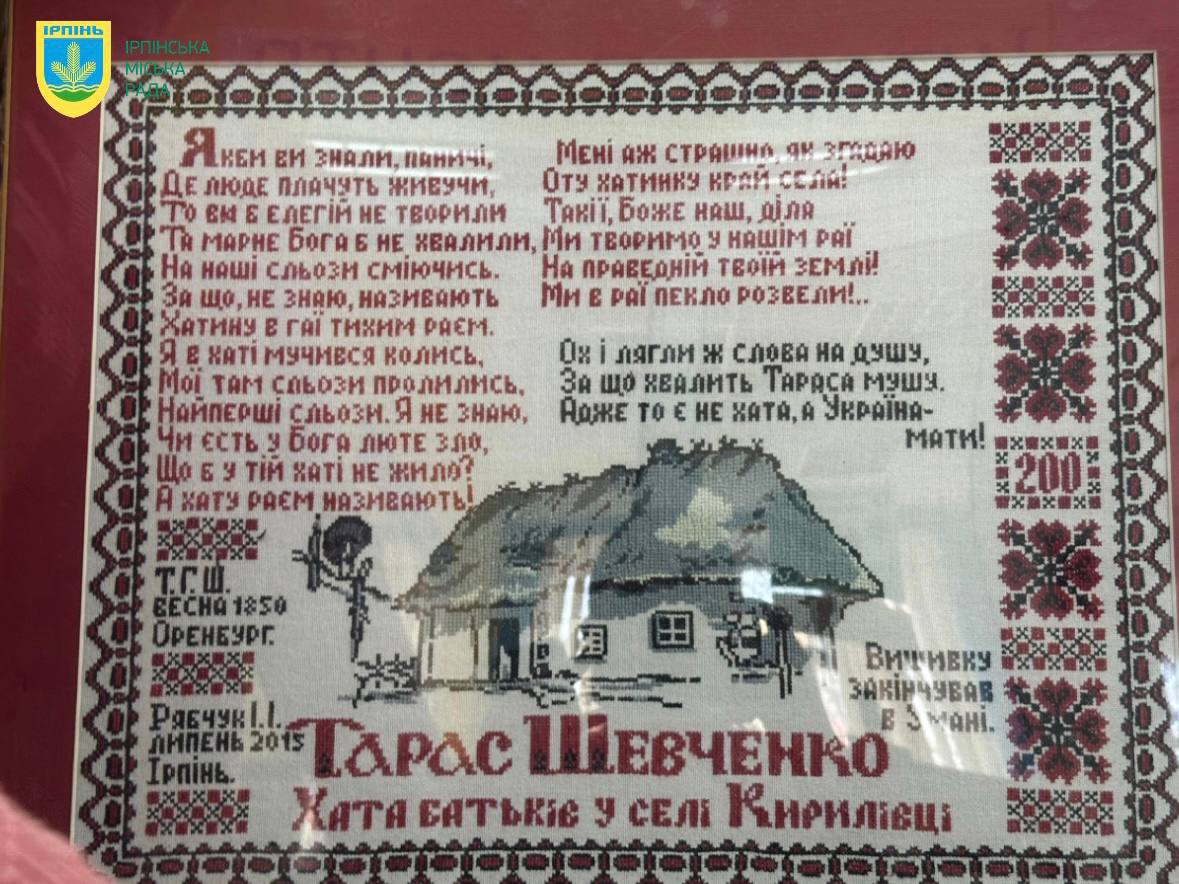 ІРПІНЬ
ІРПІНСЬКА
МІСЬКА
РАДА
Якби ви знали, паничі,
Де люде плачуть живучи,
То ви б елегій не творили
Та марне Бога б не хвалили,
На наші сльози сміючись.
За що, не знаю, називають
Хатину в гаї тихим раєм.
Я в хаті мучився колись,
Мої там сльози пролились,
Найперші сльози. Я не знаю,
Чи єсть у Бога люте зло,
Що б у тій хаті не жило?
А хату раєм називають!
Мені аж страшно, як згадаю
Оту хатинку край села!
Такії, Боже наш, діла
Ми творимо у нашім раї
На праведній твоїй землі!
Ми в раї пекло розвели!..
Ох і лягли ж слова на душу,
За що хвалить Тараса мушу.
Адже то є не хата, а Україна-
мати!
200
Т.Г.Ш.
весна 1850
Оренбург.
Рябчук І.І.
липень 2015
Ірпінь.
Вишивку
закінчував
в Умані.
Тарас Шевченко
Хата батьків у селі Кирилівці